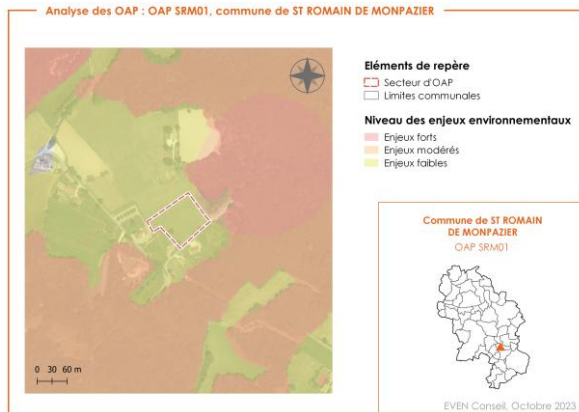 Analyse des OAP : OAP SRM01, commune de ST ROMAIN DE MONPAZIER
Eléments de repère
Secteur d'OAP
Limites communales
Niveau des enjeux environnementaux
Enjeux forts
Enjeux modérés
Enjeux faibles
0 30 60 m
Commune de ST ROMAIN
DE MONPAZIER
OAP SRM01
EVEN Conseil, Octobre 2023